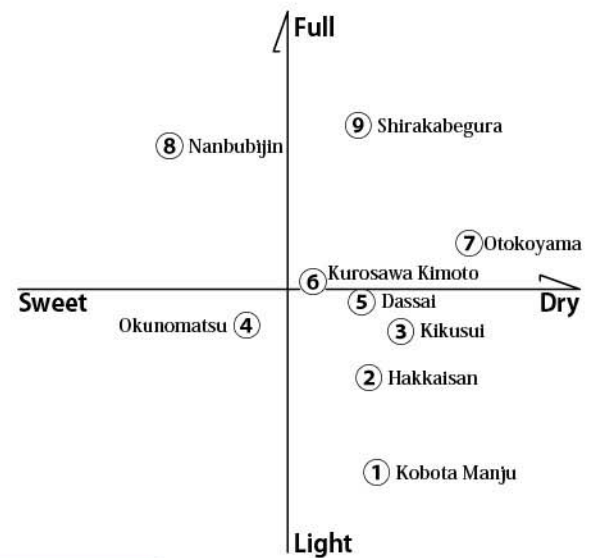 Full
⑨ Shirakabegura
⑧ Nanbubijin
⑦ Otokoyama
⑥ Kurosawa Kimoto
Sweet
⑤ Dassai
Dry
Okunomatsu ④
③ Kikusui
② Hakkaisan
① Kobota Manju
Light